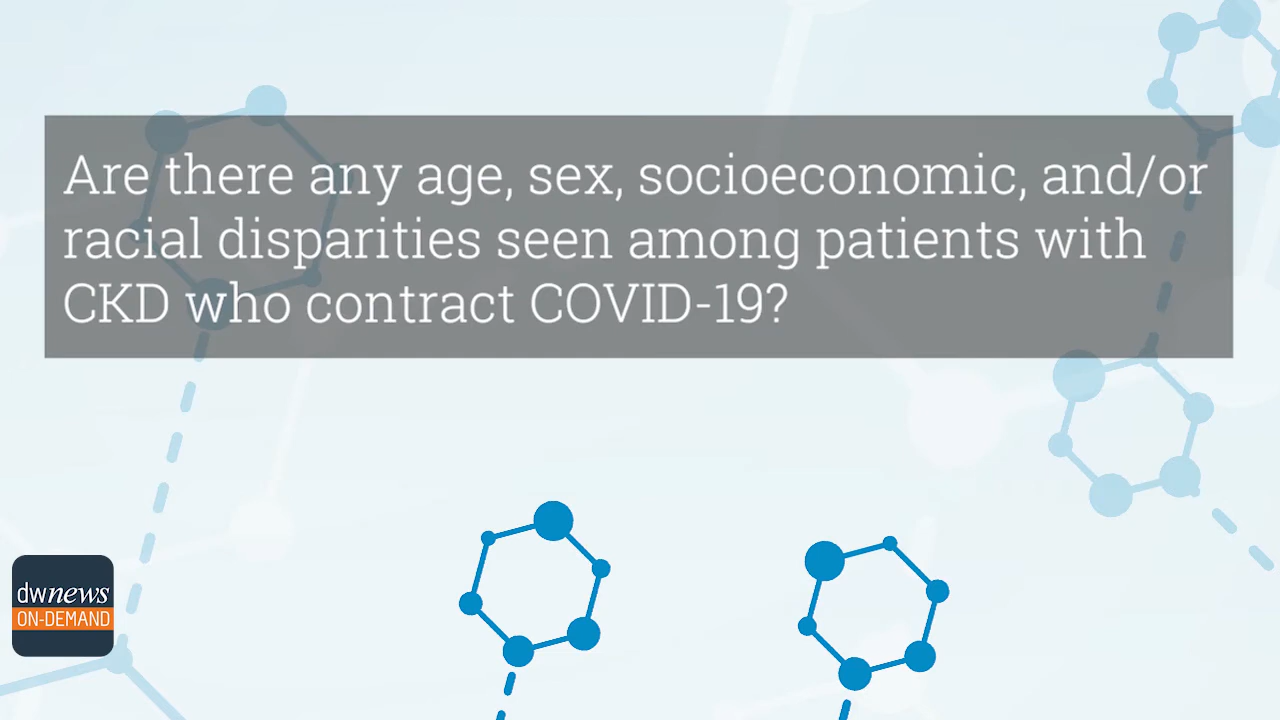 Are there any age, sex, socioeconomic, and/or
racial disparities seen among patients with
CKD who contract COVID-19?
dwnews
ON-DEMAND